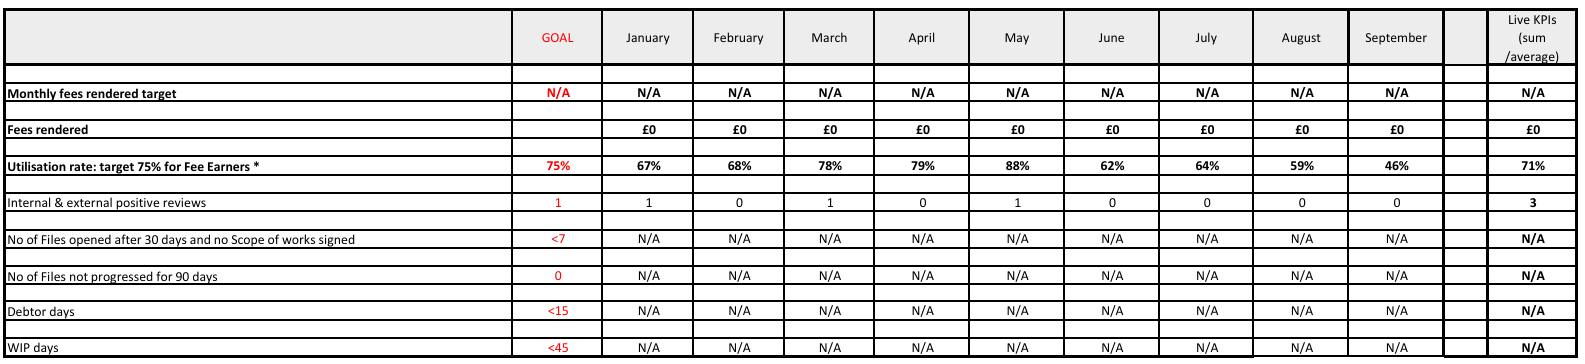 GOAL January February March April May June July August September Live KPIs
(sum
/average)
Monthly fees rendered target N/A N/A N/A N/A N/A N/A N/A N/A N/A N/A N/A
Fees rendered £0 £0 £0 £0 £0 £0 £0 £0 £0 £0
Utilisation rate: target 75% for Fee Earners * 75% 67% 68% 78% 79% 88% 62% 64% 59% 46% 71%
Internal & external positive reviews 1 1 0 1 0 1 0 0 0 0 3
No of Files opened after 30 days and no Scope of works signed <7 N/A N/A N/A N/A N/A N/A N/A N/A N/A N/A
No of Files not progressed for 90 days 0 N/A N/A N/A N/A N/A N/A N/A N/A N/A N/A
Debtor days <15 N/A N/A N/A N/A N/A N/A N/A N/A N/A N/A
WIP days <45 N/A N/A N/A N/A N/A N/A N/A N/A N/A N/A